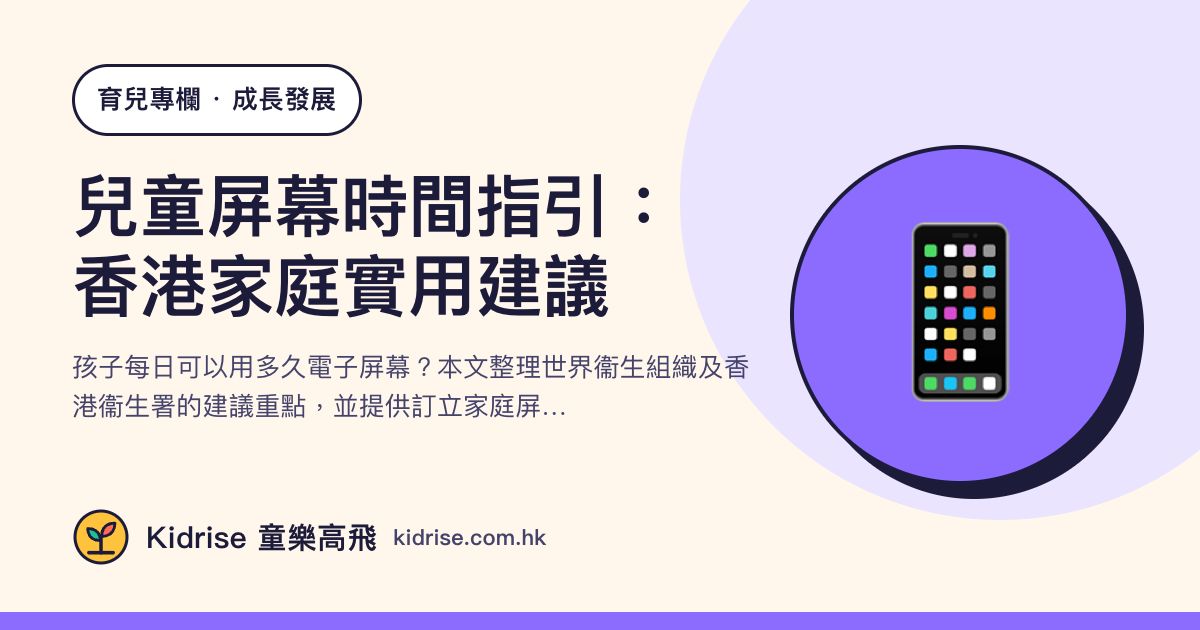 育兒專欄 · 成長發展
兒童屏幕時間指引：
香港家庭實用建議
孩子每日可以用多久電子屏幕？本文整理世界衞生組織及香
港衞生署的建議重點，並提供訂立家庭屏…
Kidrise 童樂高飛 kidrise.com.hk